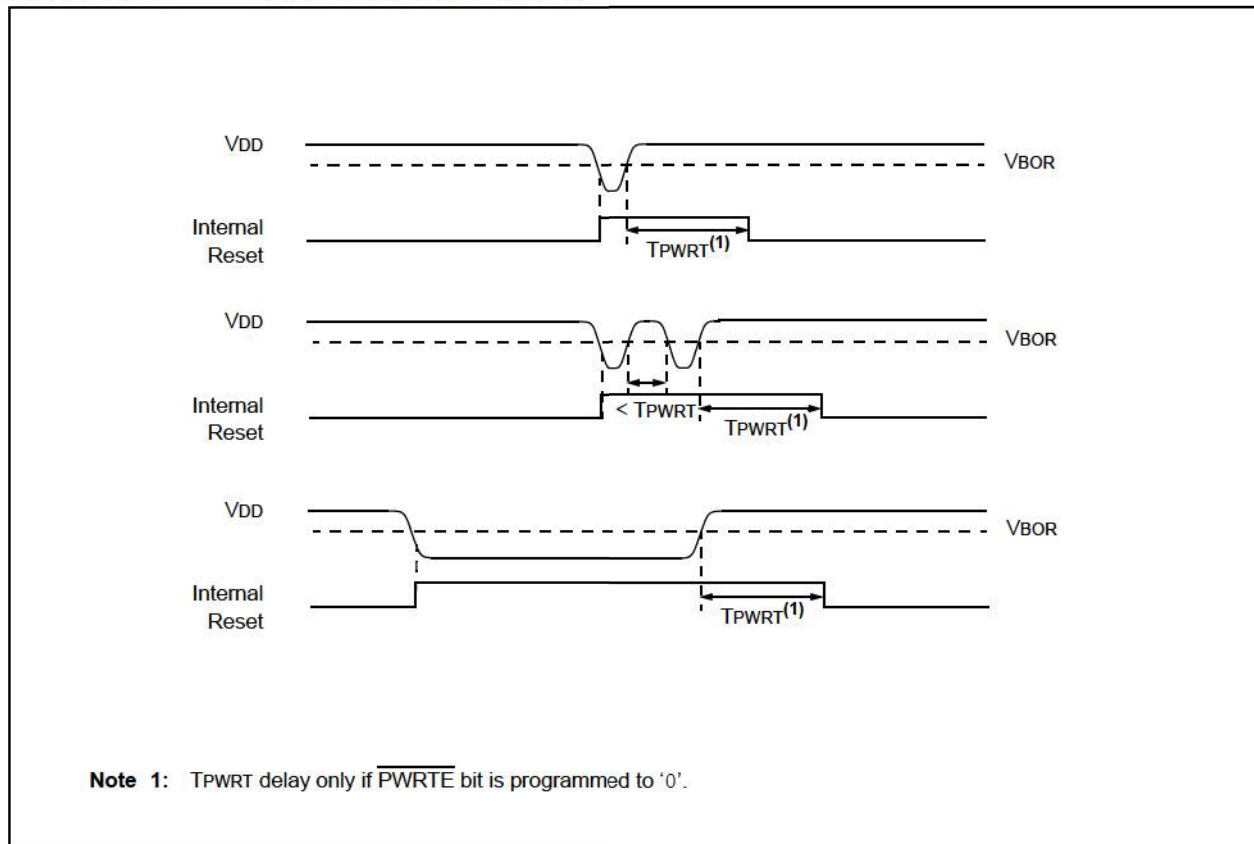 VDD
VBOR
Internal
Reset
TPWRT(1)
VDD
VBOR
Internal
Reset
< TPWRT
TPWRT(1)
VDD
VBOR
Internal
Reset
TPWRT(1)
Note 1: TPWRT delay only if PWRTE bit is programmed to ‘0’.